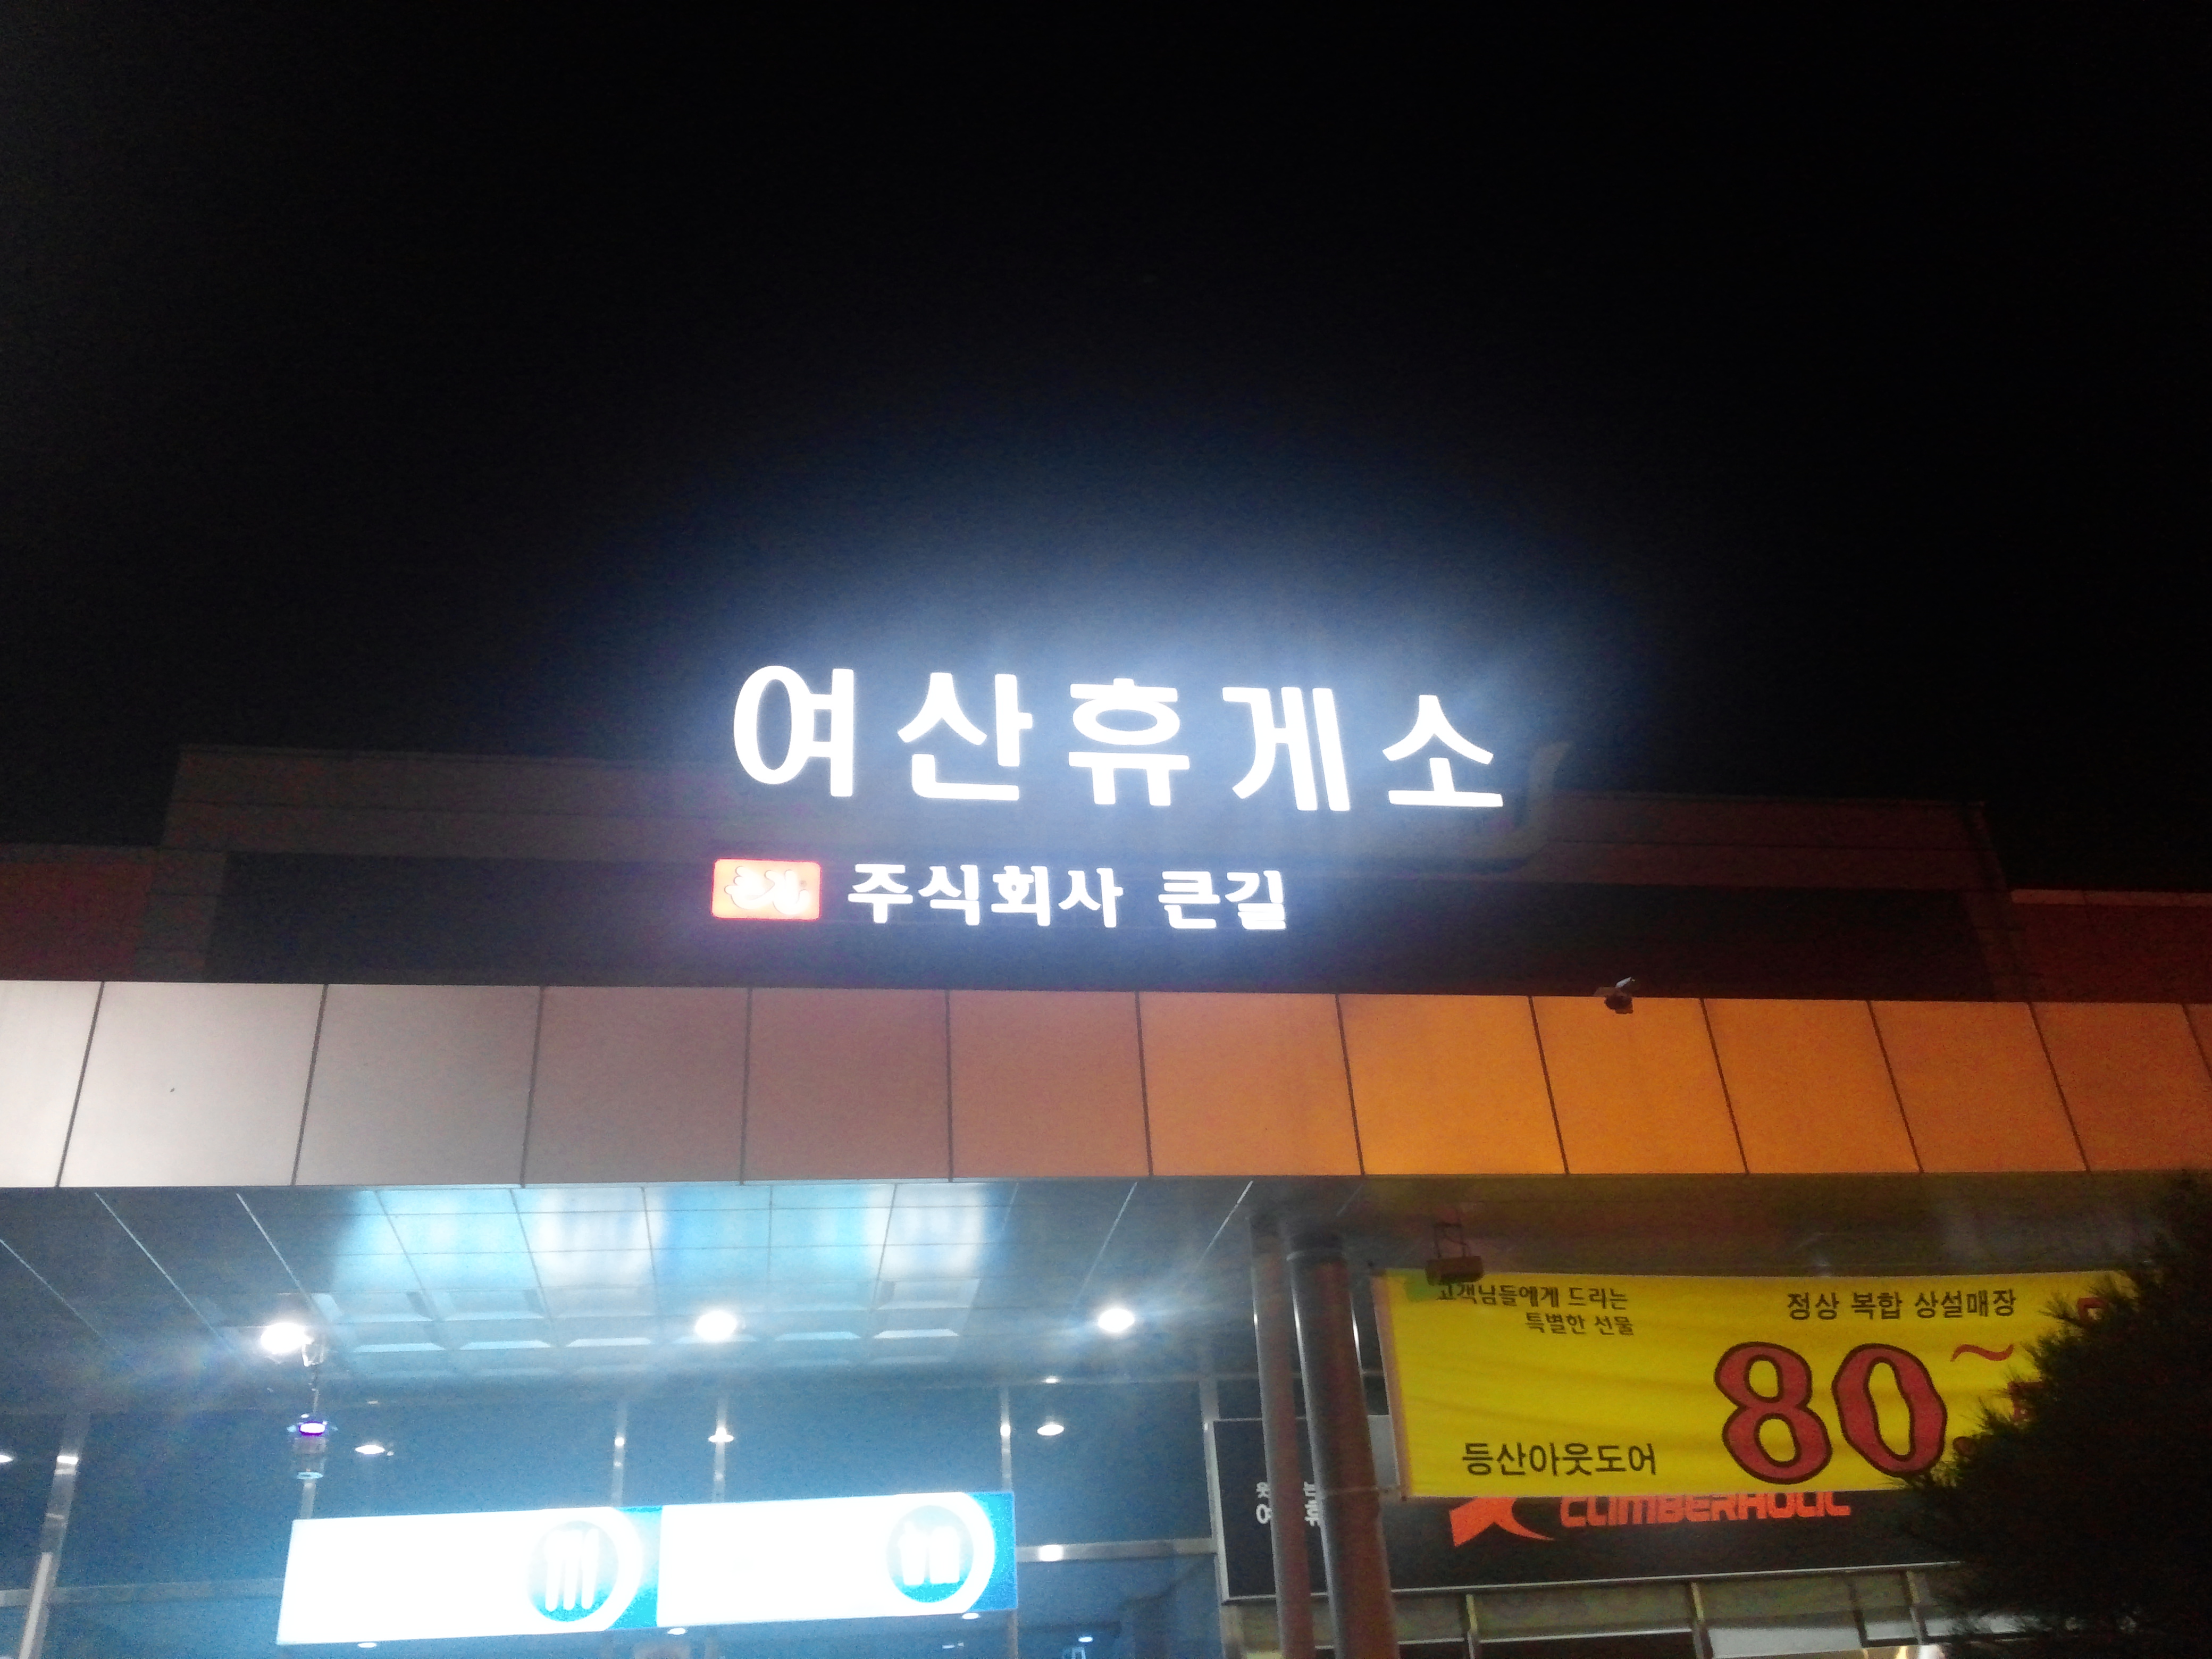 여산휴게소
주식회사 큰길
고객님들에게 드리는
특별한 선물
정상 복합 상설매장
80~
등산아웃도어
CLIMBERHOLIC